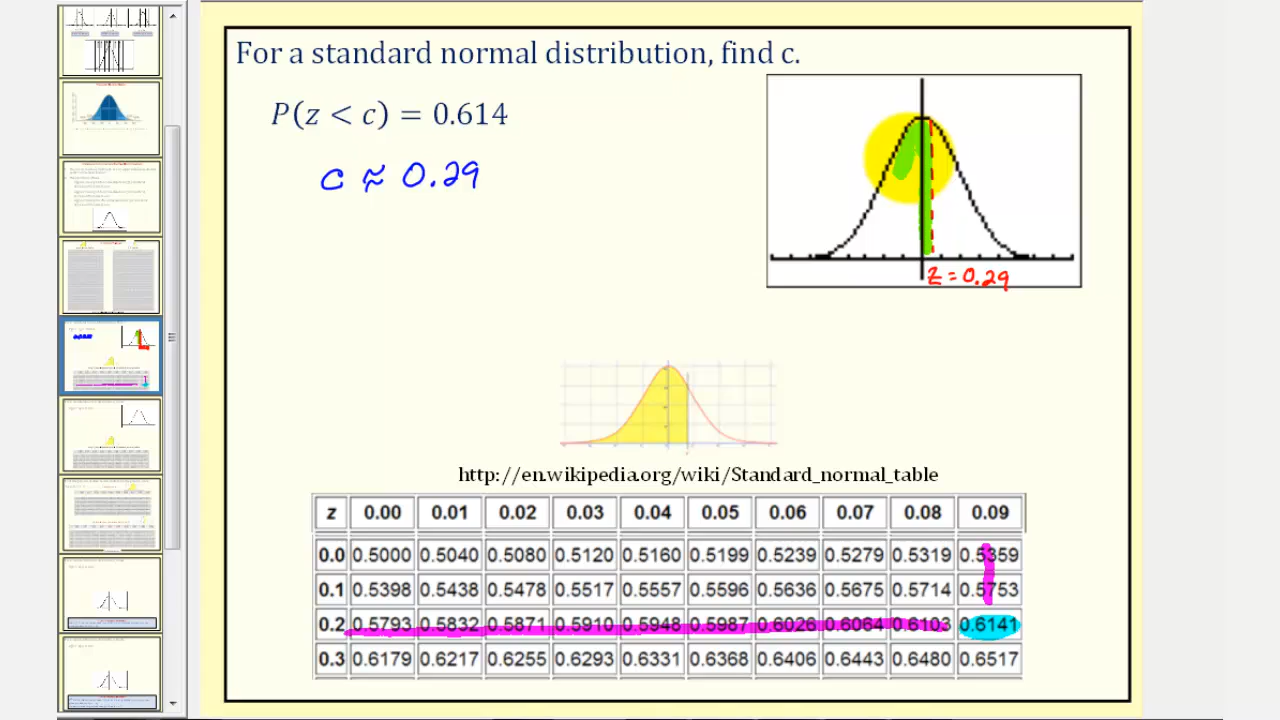 For a standard normal distribution, find c.
P(z < c) = 0.614
c ≈ 0.29
z = 0.29
http://en.wikipedia.org/wiki/Standard_normal_table
z 0.00 0.01 0.02 0.03 0.04 0.05 0.06 0.07 0.08 0.09
0.0 0.5000 0.5040 0.5080 0.5120 0.5160 0.5199 0.5239 0.5279 0.5319 0.5359
0.1 0.5398 0.5438 0.5478 0.5517 0.5557 0.5596 0.5636 0.5675 0.5714 0.5753
0.2 0.5793 0.5832 0.5871 0.5910 0.5948 0.5987 0.6026 0.6064 0.6103 0.6141
0.3 0.6179 0.6217 0.6255 0.6293 0.6331 0.6368 0.6406 0.6443 0.6480 0.6517